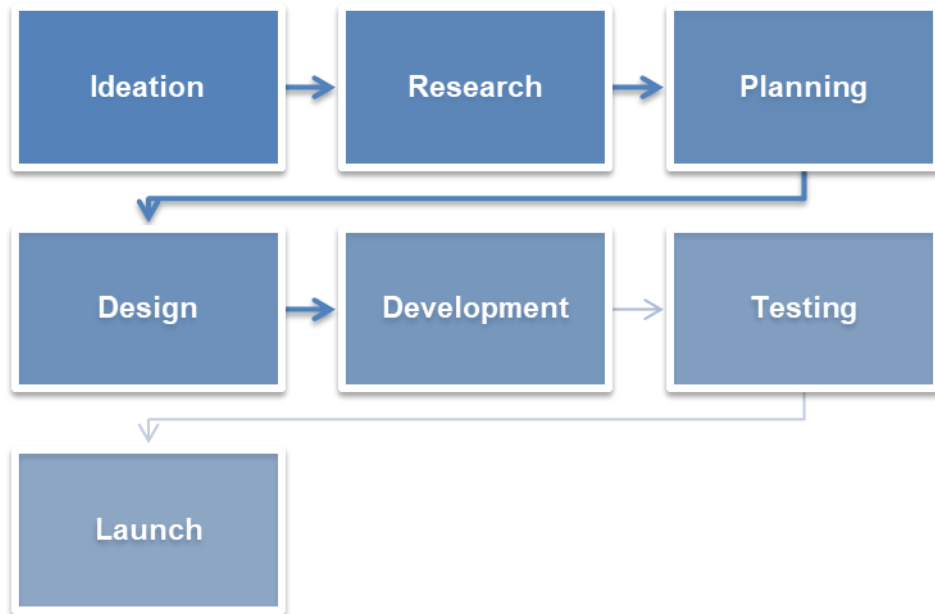 Ideation
Research
Planning
Design
Development
Testing
Launch